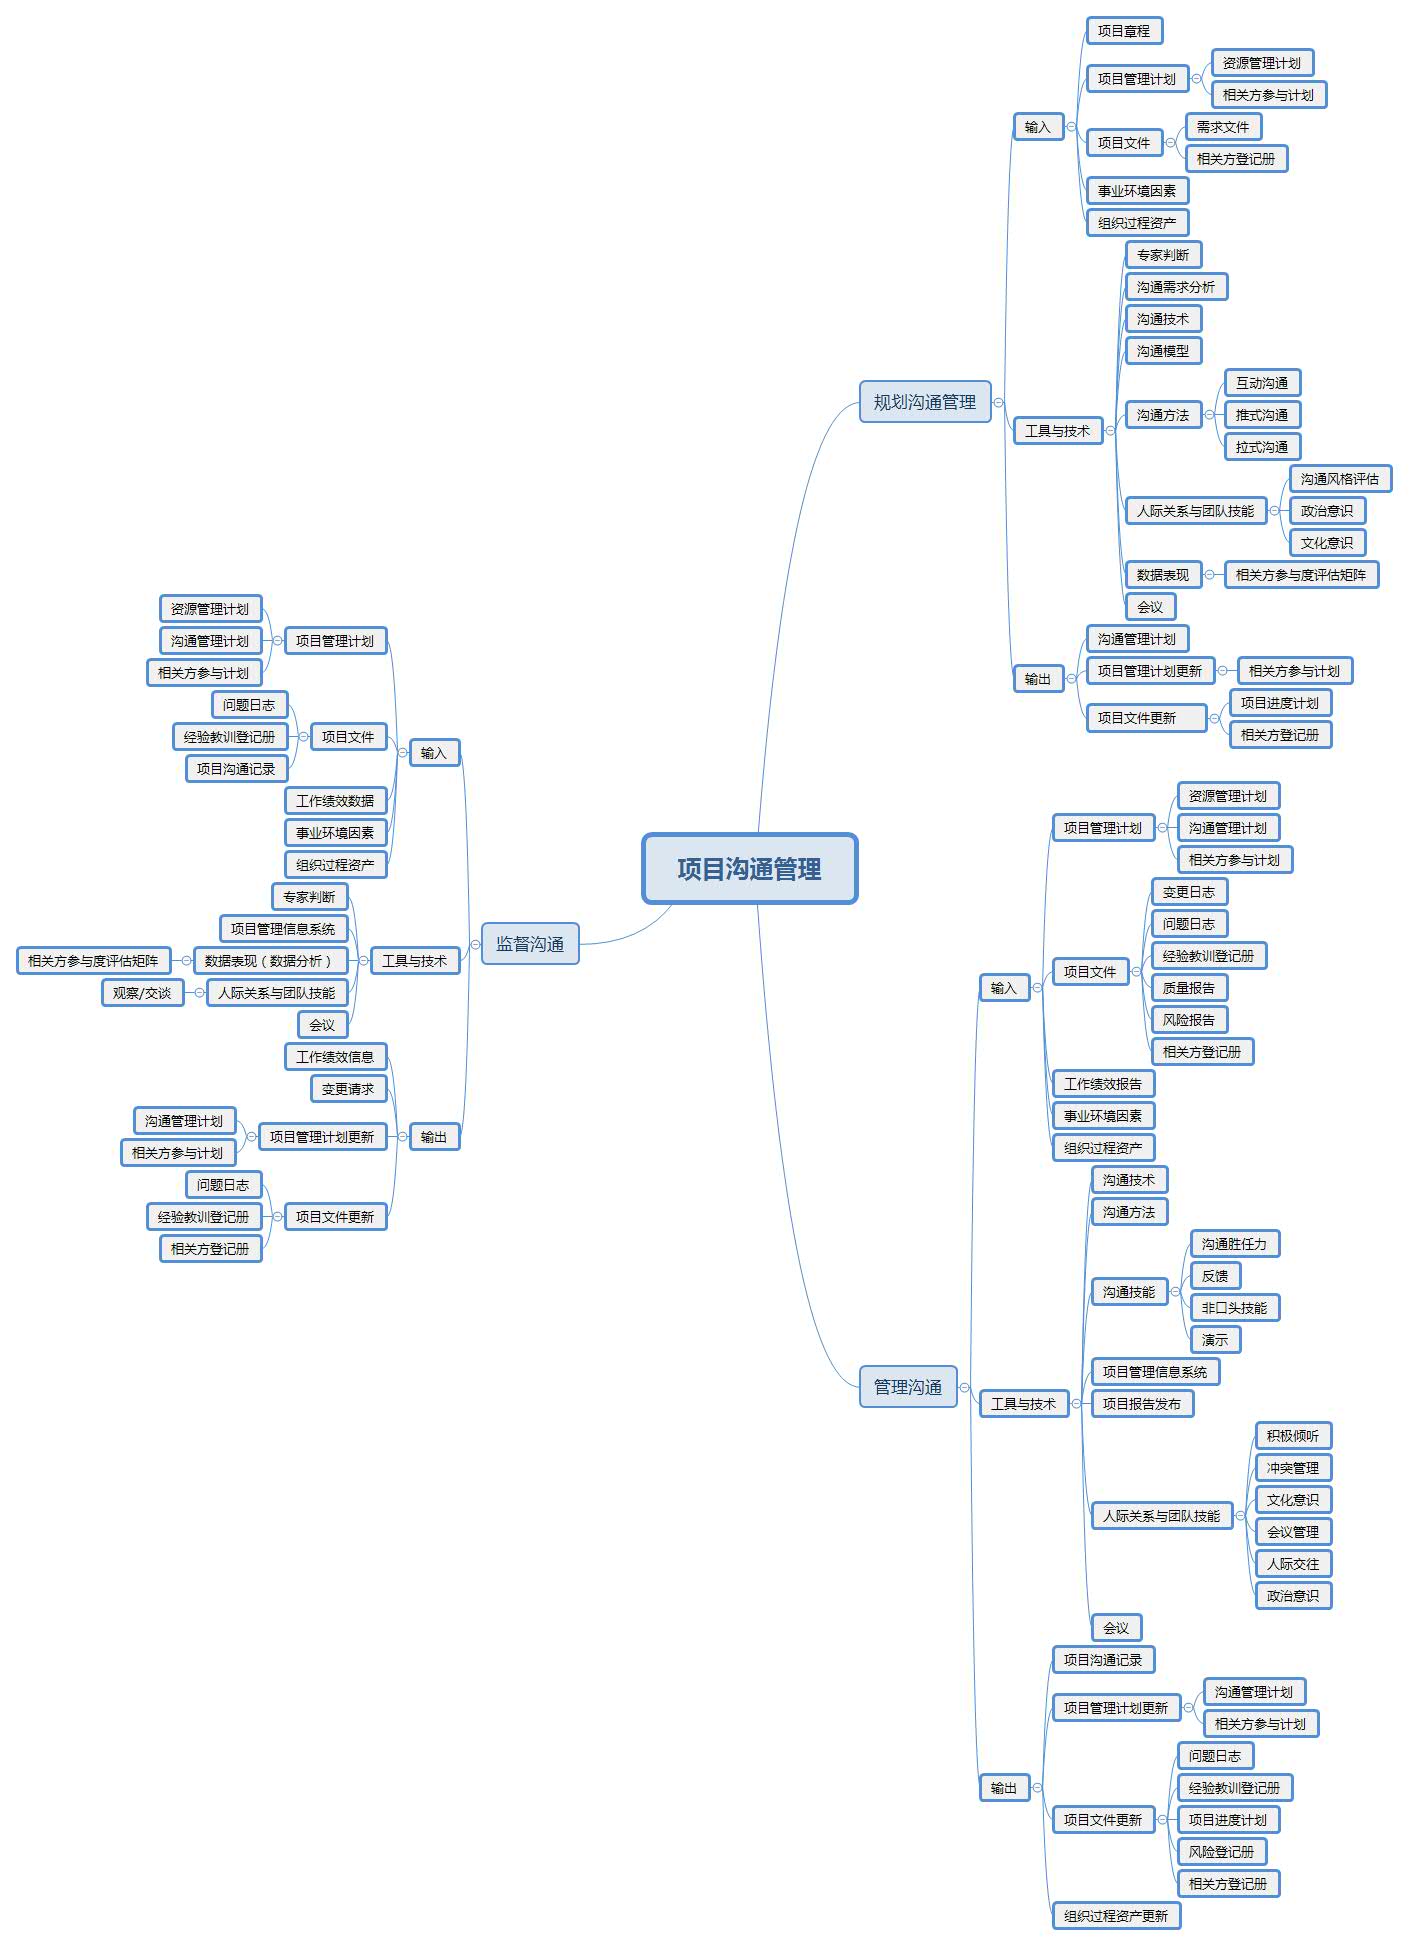 项目沟通管理
规划沟通管理
输入
项目章程
项目管理计划
资源管理计划
相关方参与计划
项目文件
需求文件
相关方登记册
事业环境因素
组织过程资产
工具与技术
专家判断
沟通需求分析
沟通技术
沟通模型
沟通方法
互动沟通
推式沟通
拉式沟通
人际关系与团队技能
沟通风格评估
政治意识
文化意识
数据表现
相关方参与度评估矩阵
会议
输出
沟通管理计划
项目管理计划更新
相关方参与计划
项目文件更新
项目进度计划
相关方登记册
管理沟通
输入
项目管理计划
资源管理计划
沟通管理计划
相关方参与计划
项目文件
变更日志
问题日志
经验教训登记册
质量报告
风险报告
相关方登记册
工作绩效报告
事业环境因素
组织过程资产
工具与技术
沟通技术
沟通方法
沟通技能
沟通胜任力
反馈
非口头技能
演示
项目管理信息系统
项目报告发布
人际关系与团队技能
积极倾听
冲突管理
文化意识
会议管理
人际交往
政治意识
会议
输出
项目沟通记录
项目管理计划更新
沟通管理计划
相关方参与计划
项目文件更新
问题日志
经验教训登记册
项目进度计划
风险登记册
相关方登记册
组织过程资产更新
监督沟通
输入
项目管理计划
资源管理计划
沟通管理计划
相关方参与计划
项目文件
问题日志
经验教训登记册
项目沟通记录
工作绩效数据
事业环境因素
组织过程资产
工具与技术
专家判断
项目管理信息系统
数据表现（数据分析）
相关方参与度评估矩阵
人际关系与团队技能
观察/交谈
会议
输出
工作绩效信息
变更请求
项目管理计划更新
沟通管理计划
相关方参与计划
项目文件更新
问题日志
经验教训登记册
相关方登记册